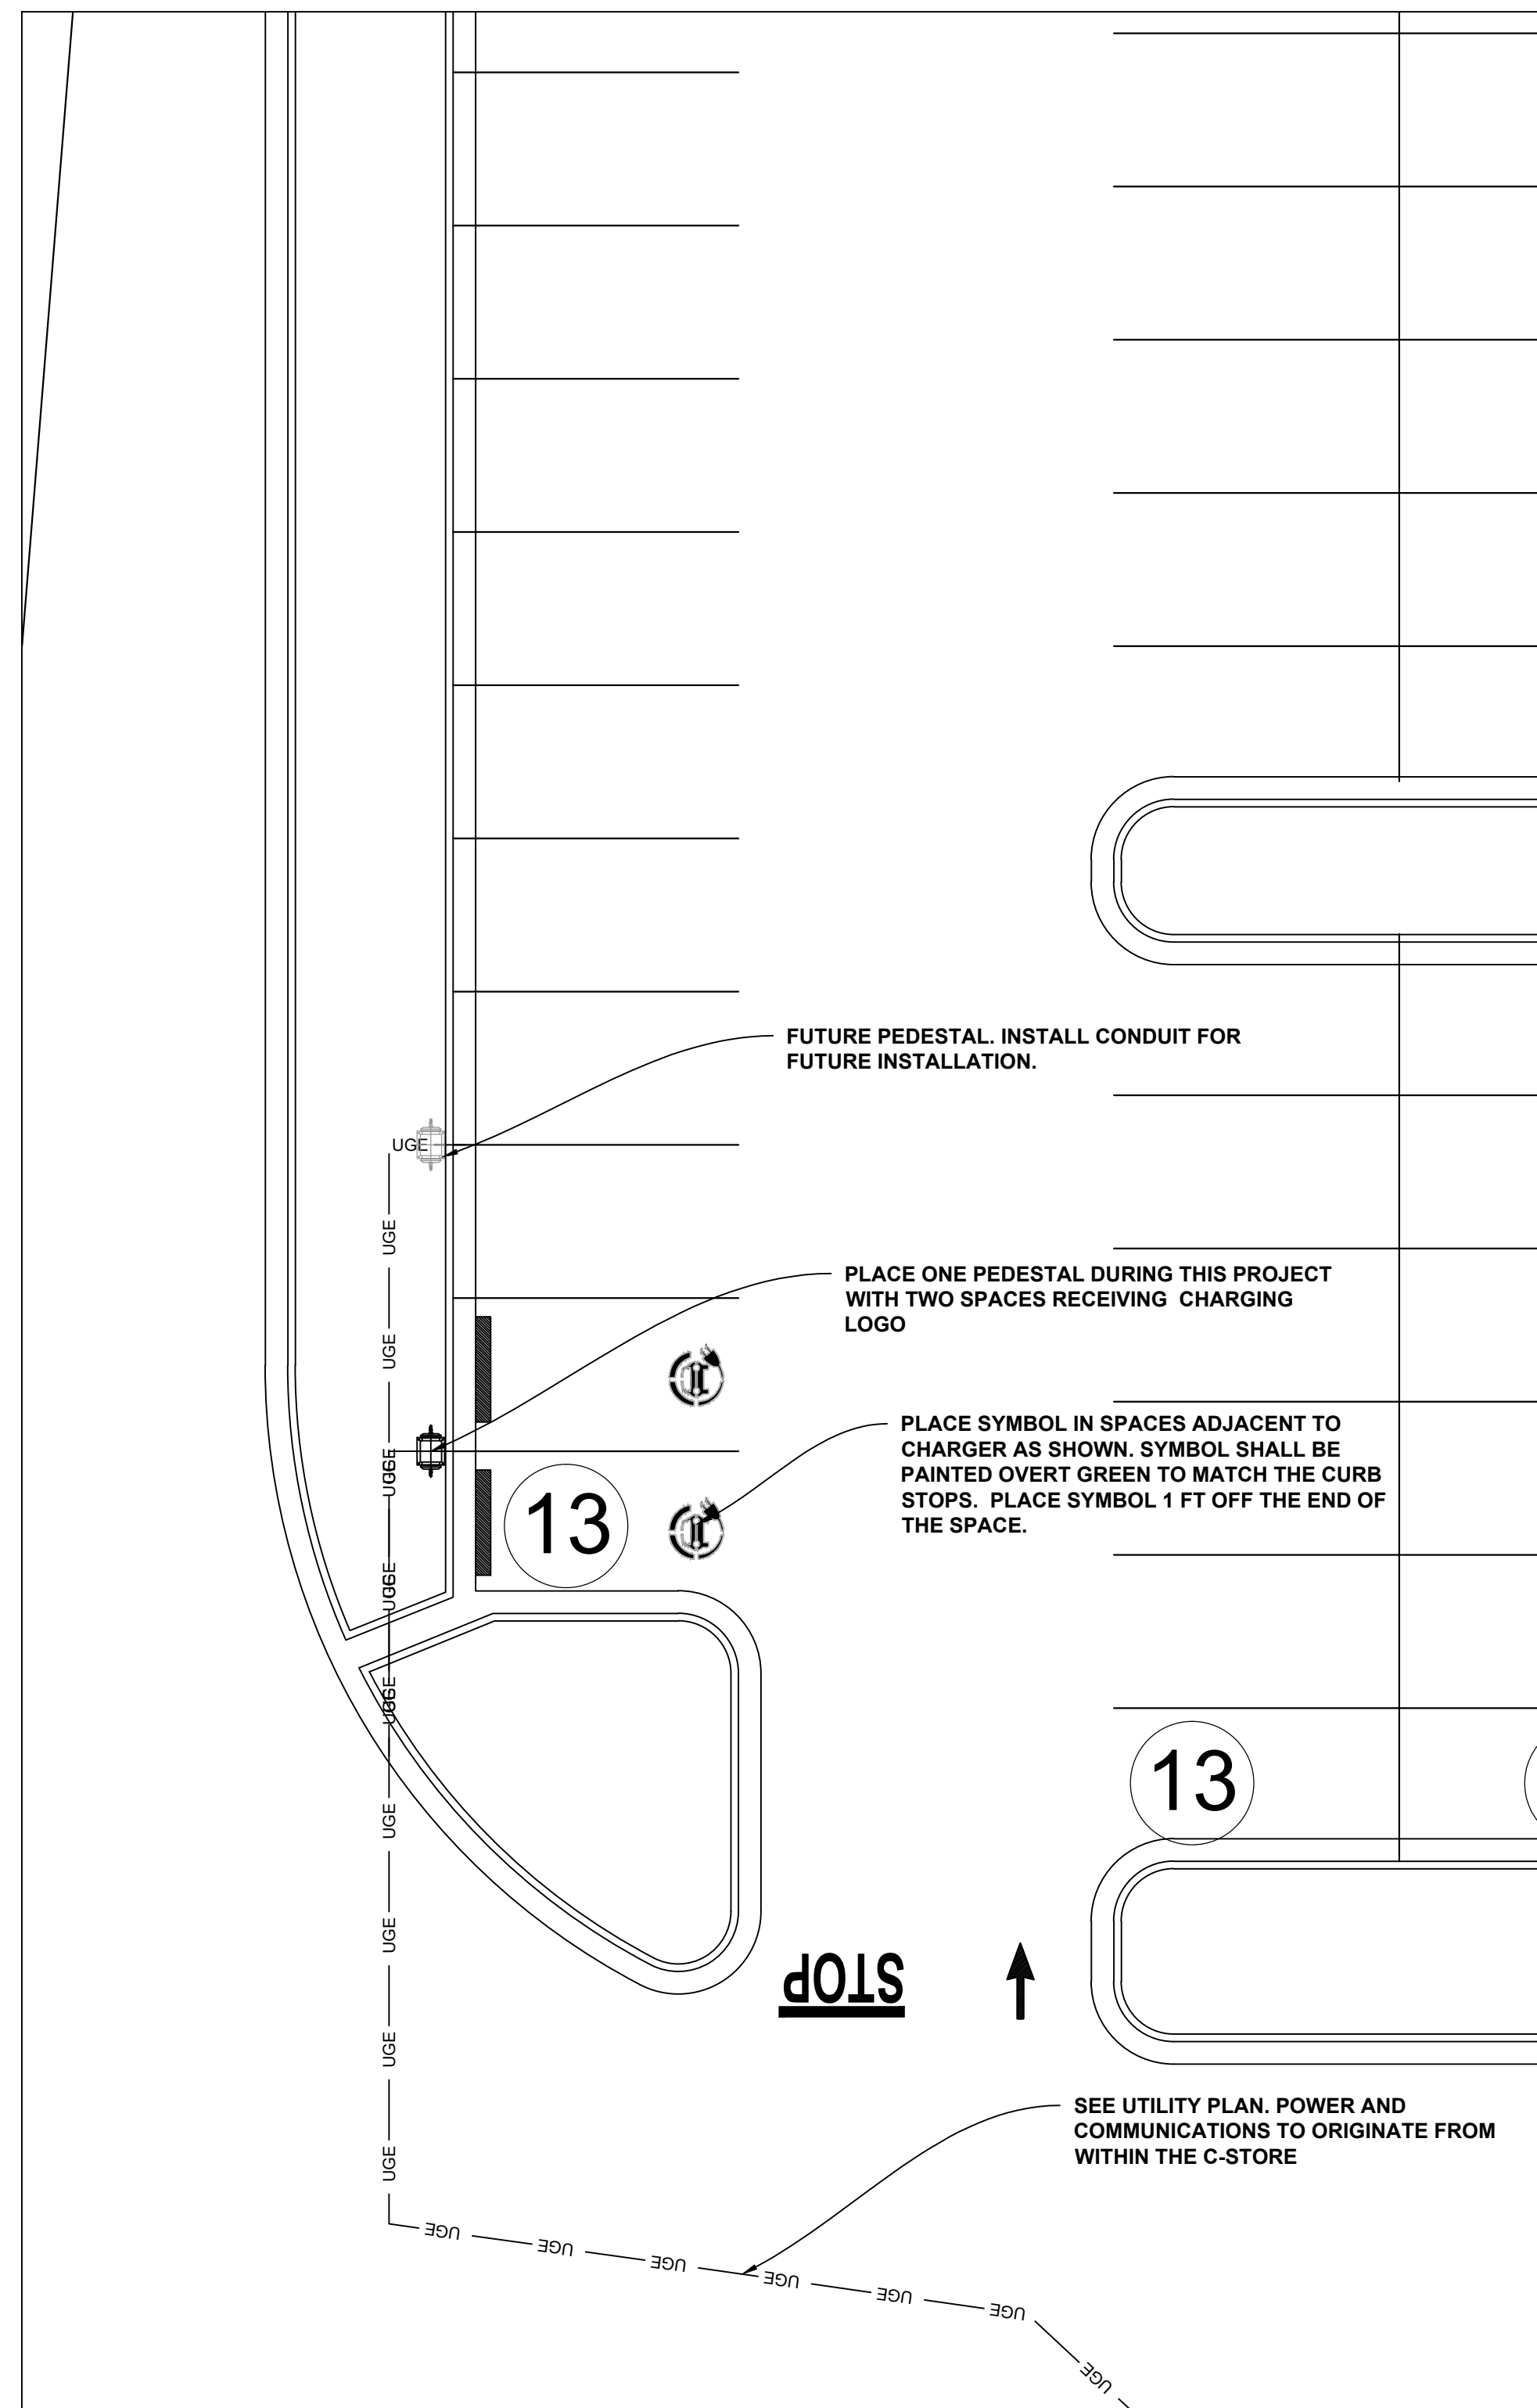 FUTURE PEDESTAL. INSTALL CONDUIT FOR
FUTURE INSTALLATION.
UGE
UGE
PLACE ONE PEDESTAL DURING THIS PROJECT
WITH TWO SPACES RECEIVING CHARGING
LOGO
UGE
PLACE SYMBOL IN SPACES ADJACENT TO
CHARGER AS SHOWN. SYMBOL SHALL BE
PAINTED OVERT GREEN TO MATCH THE CURB
STOPS. PLACE SYMBOL 1 FT OFF THE END OF
THE SPACE.
UGE
UGE
13
UGE
UGE
UGE
UGE
13
UGE
UGE
STOP
UGE
SEE UTILITY PLAN. POWER AND
COMMUNICATIONS TO ORIGINATE FROM
WITHIN THE C-STORE
UGE
UGE
UGE
UGE
UGE
UGE
UGE
UGE